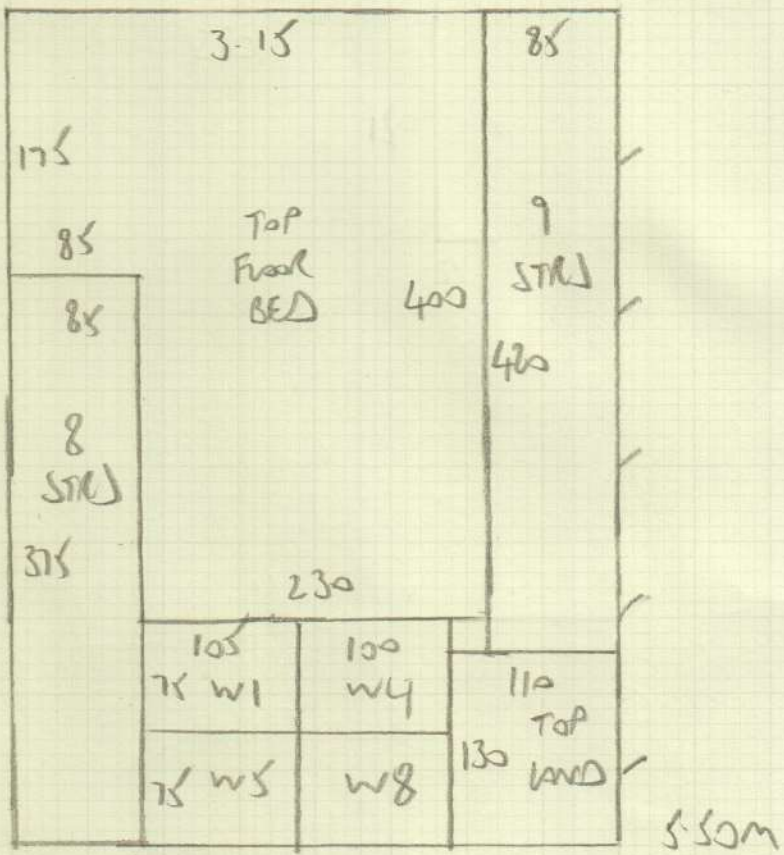 3.15
85
175
85
TOP
FLOOR
BED
9
STRS
85
400
420
8
STRS
375
230
105
100
75 W1
W4
110
TOP
LAND
130
75 W5
W8
5.50M